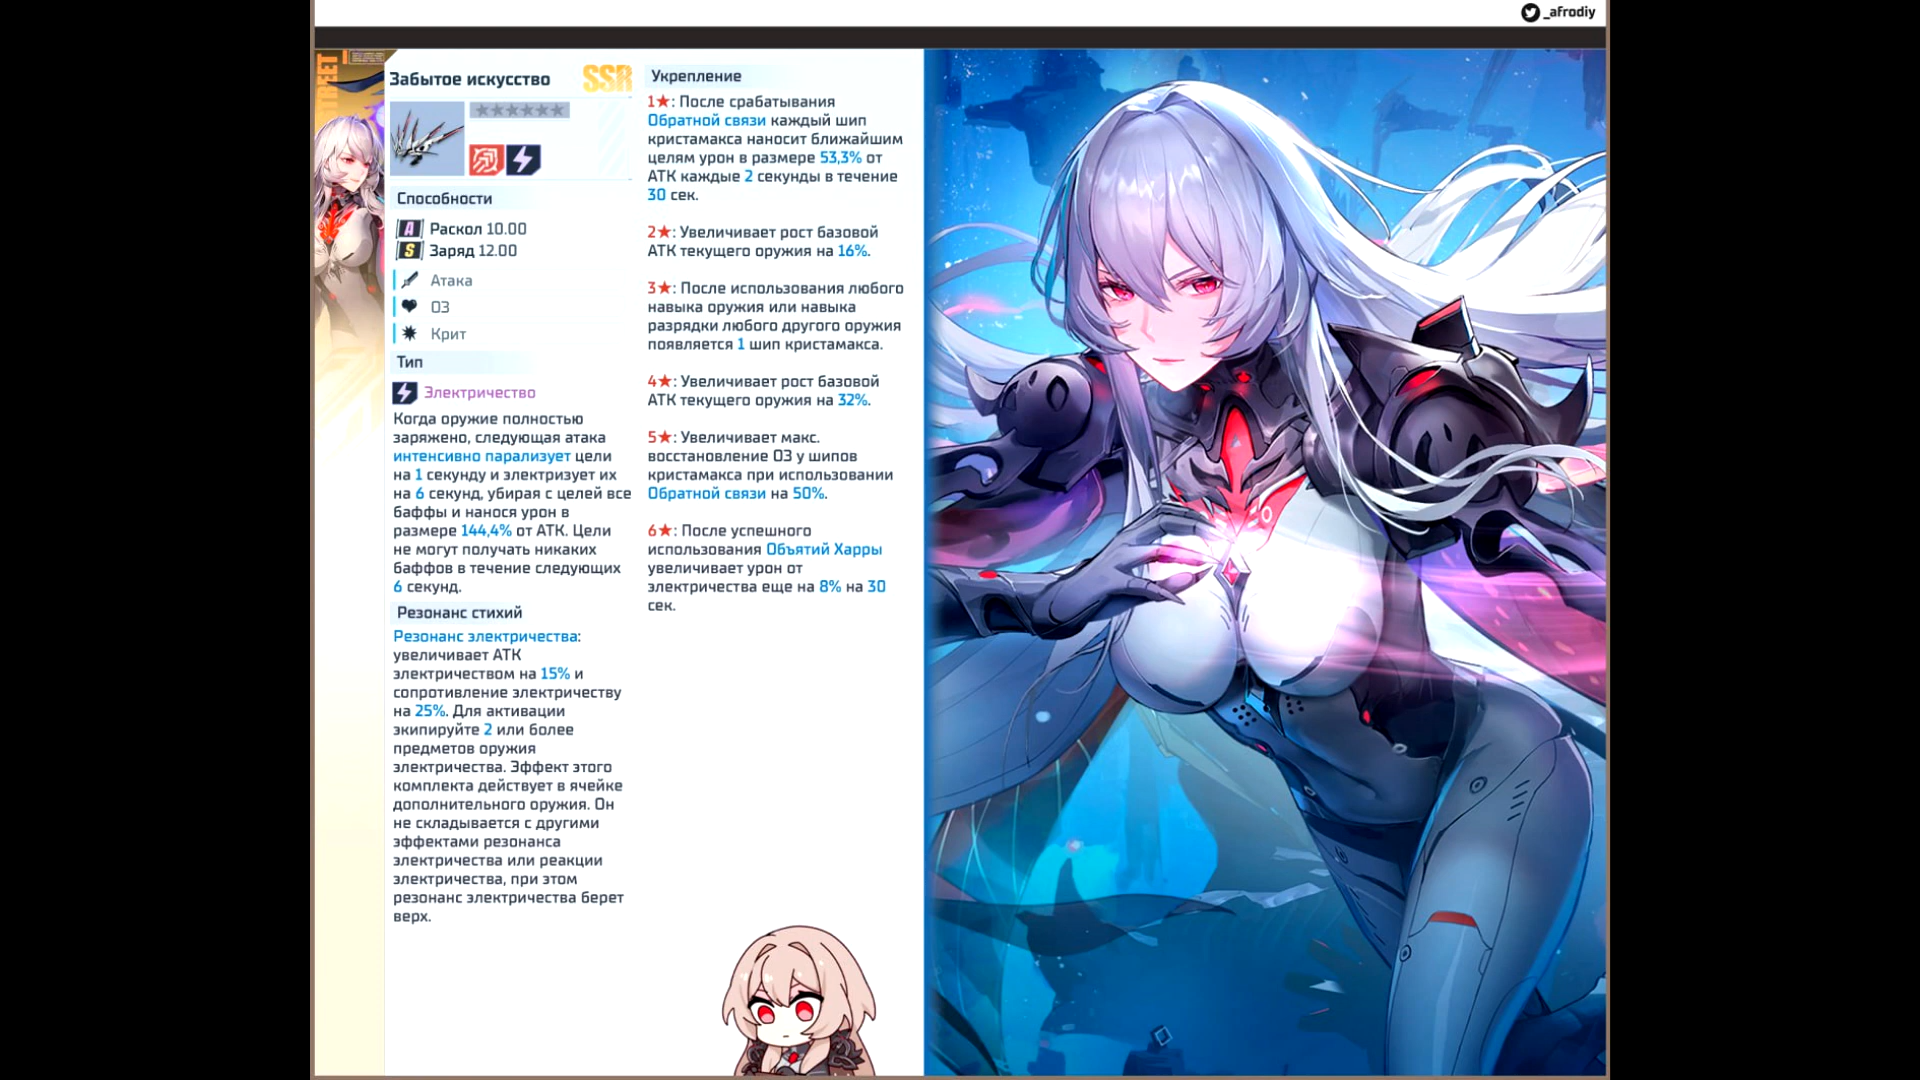 _afrodiy
TREET
Забытое искусство
SSR
Способности
A Раскол 10.00
S Заряд 12.00
Атака
ОЗ
Крит
Тип
Электричество
Когда оружие полностью
заряжено, следующая атака
интенсивно парализует цели
на 1 секунду и электризует их
на 6 секунд, убирая с целей все
баффы и нанося урон в
размере 144,4% от АТК. Цели
не могут получать никаких
баффов в течение следующих
6 секунд.
Резонанс стихий
Резонанс электричества:
увеличивает АТК
электричеством на 15% и
сопротивление электричеству
на 25%. Для активации
экипируйте 2 или более
предметов оружия
электричества. Эффект этого
комплекта действует в ячейке
дополнительного оружия. Он
не складывается с другими
эффектами резонанса
электричества или реакции
электричества, при этом
резонанс электричества берет
верх.
Укрепление
1★: После срабатывания
Обратной связи каждый шип
кристамакса наносит ближайшим
целям урон в размере 53,3% от
АТК каждые 2 секунды в течение
30 сек.
2★: Увеличивает рост базовой
АТК текущего оружия на 16%.
3★: После использования любого
навыка оружия или навыка
разрядки любого другого оружия
появляется 1 шип кристамакса.
4★: Увеличивает рост базовой
АТК текущего оружия на 32%.
5★: Увеличивает макс.
восстановление ОЗ у шипов
кристамакса при использовании
Обратной связи на 50%.
6★: После успешного
использования Объятий Харры
увеличивает урон от
электричества еще на 8% на 30
сек.